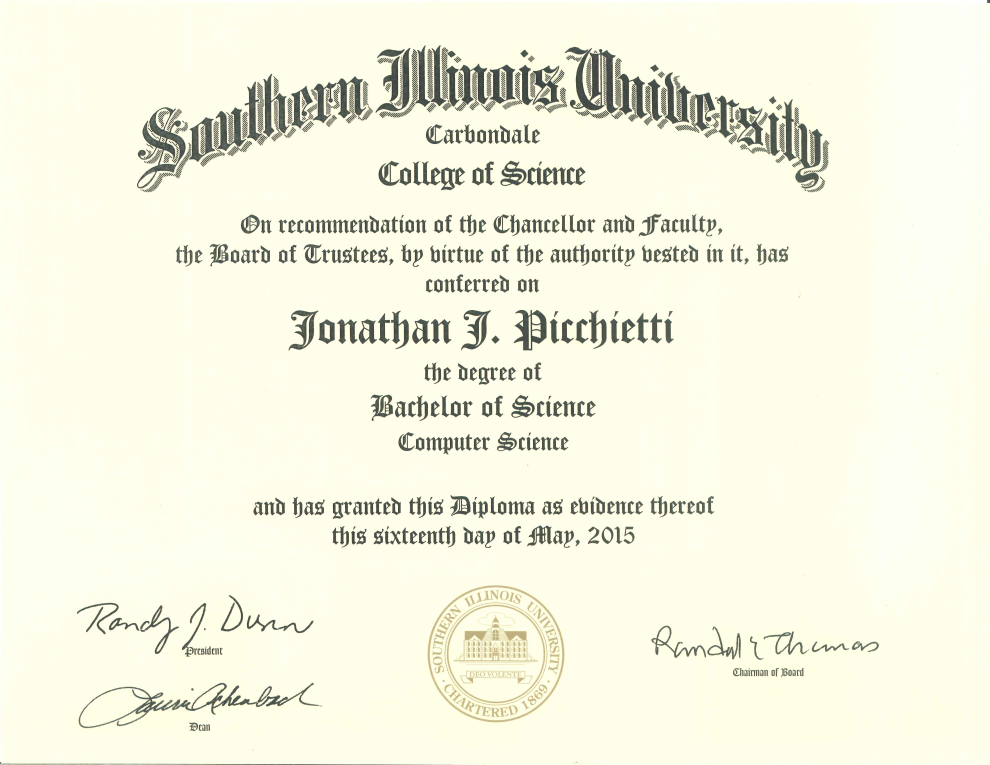 Southern Illinois University
Carbondale
College of Science
On recommendation of the Chancellor and Faculty,
the Board of Trustees, by virtue of the authority vested in it, has
conferred on
Jonathan J. Picchietti
the degree of
Bachelor of Science
Computer Science
and has granted this Diploma as evidence thereof
this sixteenth day of May, 2015
Randy J. Dunn
President
Laurie Achenbach
Dean
SOUTHERN ILLINOIS UNIVERSITY
DEO VOLENTE
· CHARTERED 1869 ·
Randal Thomas
Chairman of Board